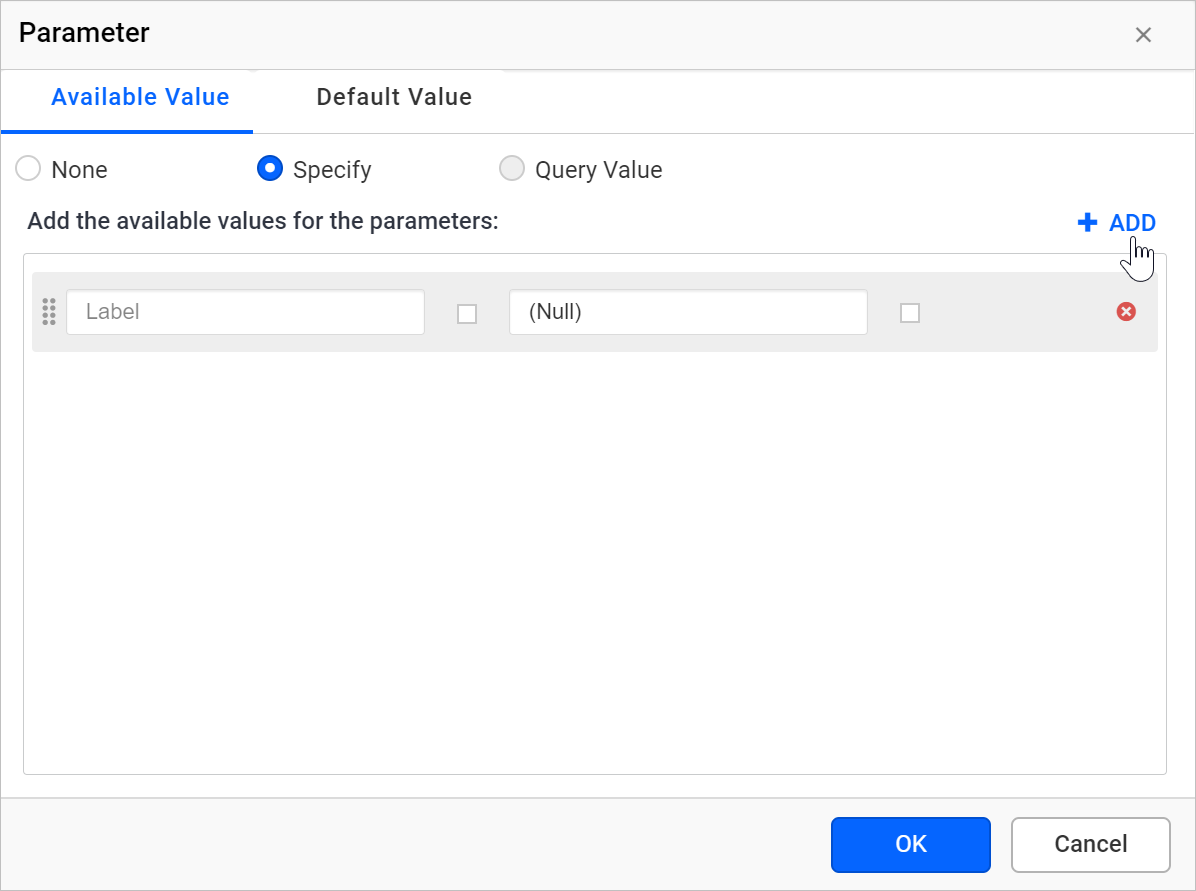 Parameter
Available Value Default Value
None Specify Query Value
Add the available values for the parameters: ADD
Label (Null)
OK Cancel